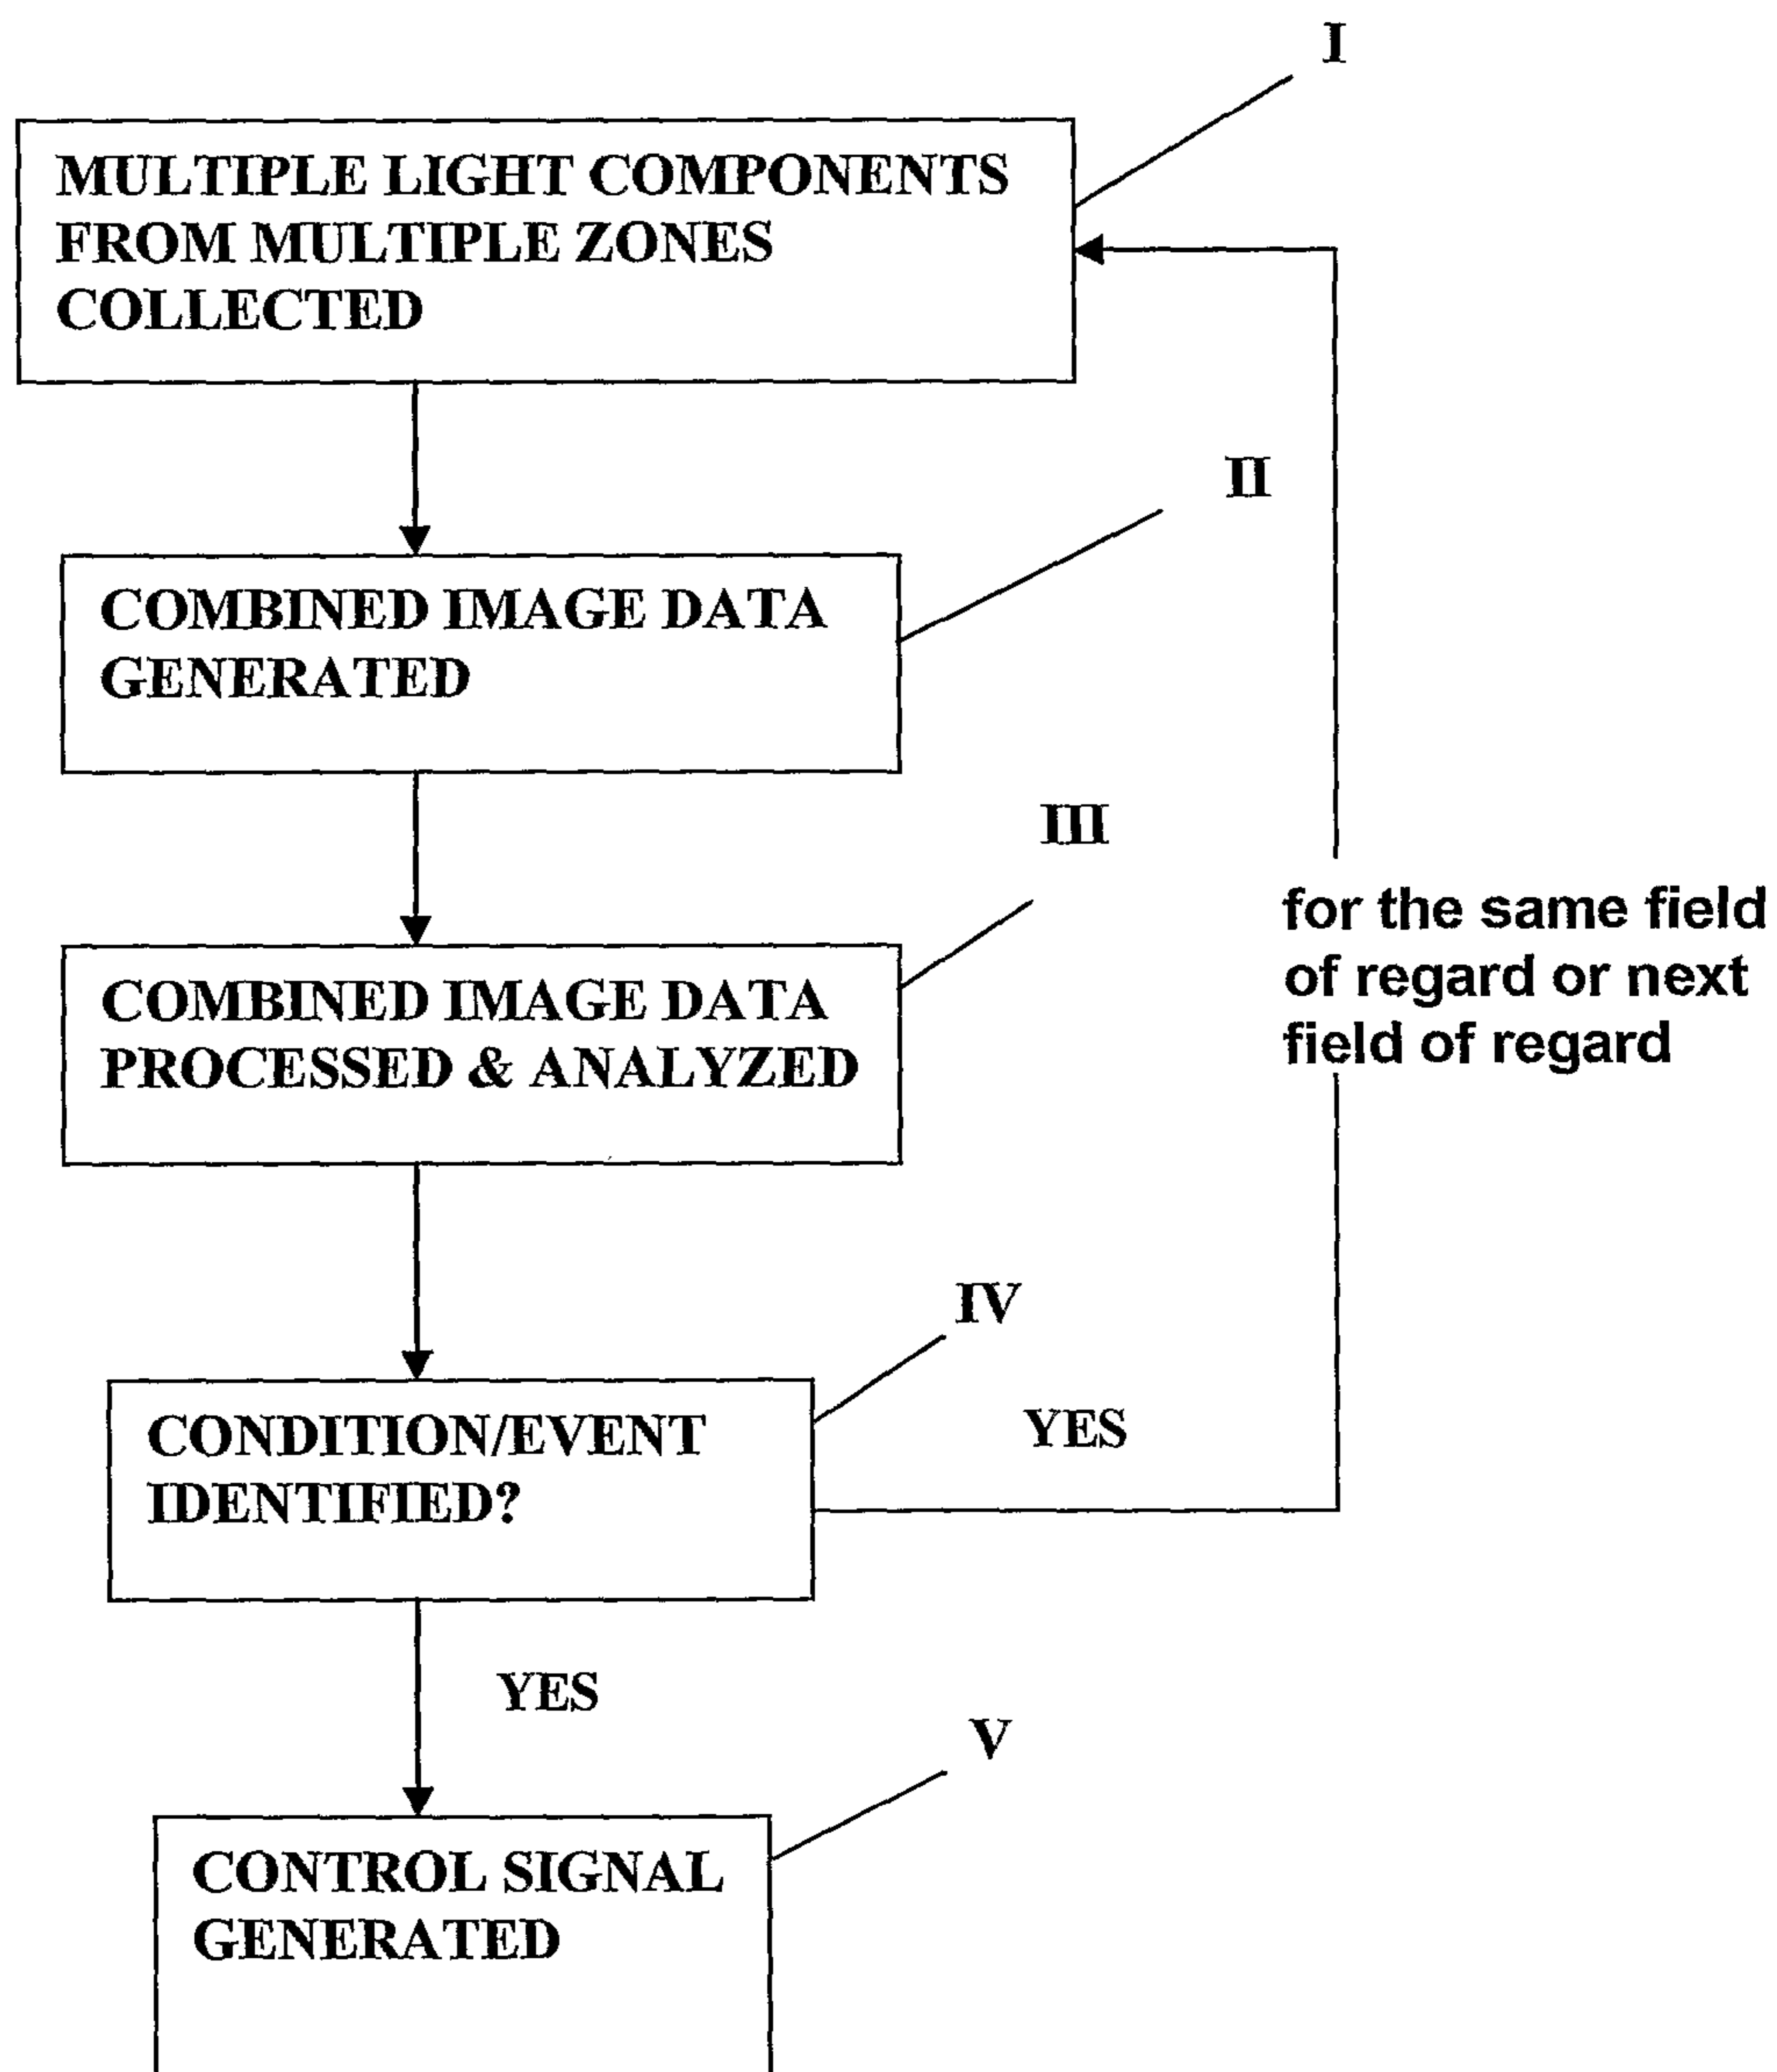 I
MULTIPLE LIGHT COMPONENTS
FROM MULTIPLE ZONES
COLLECTED
II
COMBINED IMAGE DATA
GENERATED
III
for the same field
of regard or next
field of regard
COMBINED IMAGE DATA
PROCESSED & ANALYZED
IV
CONDITION/EVENT
IDENTIFIED?
YES
YES
V
CONTROL SIGNAL
GENERATED